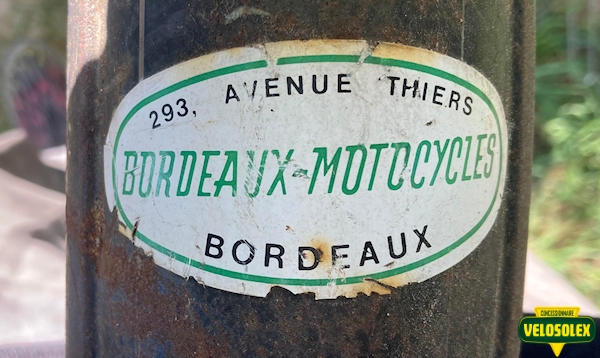 293, AVENUE THIERS
BORDEAUX-MOTOCYCLES
BORDEAUX
CONCESSIONNAIRE
VELOSOLEX